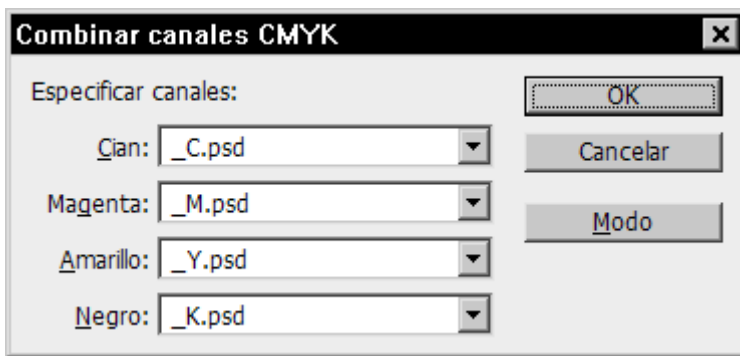 Combinar canales CMYK
Especificar canales:
OK
Cian: _C.psd
Cancelar
Magenta: _M.psd
Modo
Amarillo: _Y.psd
Negro: _K.psd